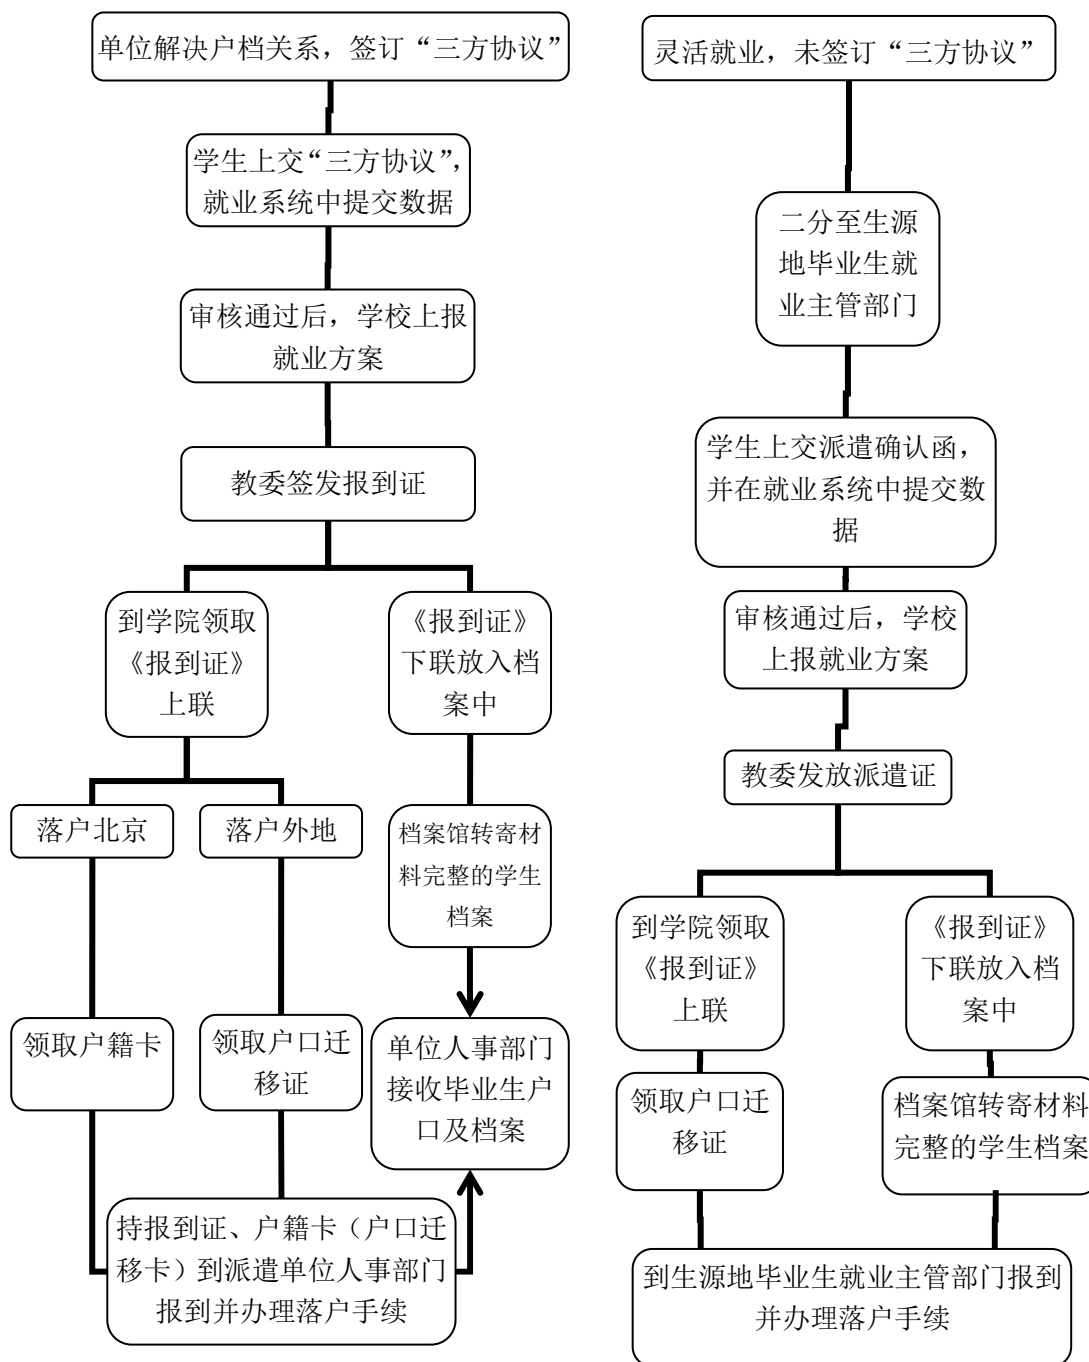 单位解决户档关系，签订“三方协议”
学生上交“三方协议”，
就业系统中提交数据
审核通过后，学校上报
就业方案
教委签发报到证
到学院领取
《报到证》
上联
《报到证》
下联放入档
案中
落户北京
落户外地
档案馆转寄材
料完整的学生
档案
领取户籍卡
领取户口迁
移证
单位人事部门
接收毕业生户
口及档案
持报到证、户籍卡（户口迁
移卡）到派遣单位人事部门
报到并办理落户手续
灵活就业，未签订“三方协议”
二分至生源
地毕业生就
业主管部门
学生上交派遣确认函，
并在就业系统中提交数
据
审核通过后，学校
上报就业方案
教委发放派遣证
到学院领取
《报到证》
上联
《报到证》
下联放入档
案中
领取户口迁
移证
档案馆转寄材料
完整的学生档案
到生源地毕业生就业主管部门报到
并办理落户手续